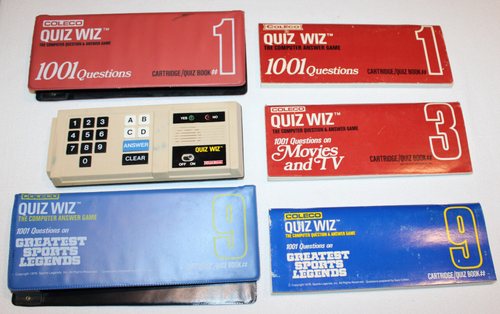 COLECO
QUIZ WIZ™
THE COMPUTER QUESTION & ANSWER GAME
1001 Questions
CARTRIDGE/QUIZ BOOK ##
1
COLECO
QUIZ WIZ™
THE COMPUTER QUESTION & ANSWER GAME
1001 Questions
CARTRIDGE/QUIZ BOOK ##
1
1 2 3 A B
4 5 6 C D
7 8 9 ANSWER
0 CLEAR
YES NO
QUIZ WIZ™
OFF ON
COLECO
QUIZ WIZ™
THE COMPUTER QUESTION & ANSWER GAME
1001 Questions on
Movies
and TV
CARTRIDGE/QUIZ BOOK ##
3
COLECO
QUIZ WIZ™
THE COMPUTER ANSWER GAME
1001 Questions on
GREATEST
SPORTS
LEGENDS
QUIZ BOOK ##
9
COLECO
QUIZ WIZ™
THE COMPUTER QUESTION & ANSWER GAME
1001 Questions on
GREATEST
SPORTS
LEGENDS
CARTRIDGE/QUIZ BOOK ##
9